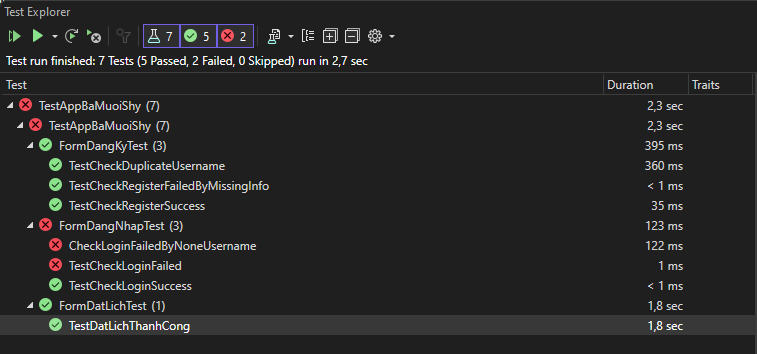 Test Explorer
7 5 2
Test run finished: 7 Tests (5 Passed, 2 Failed, 0 Skipped) run in 2,7 sec
Test Duration Traits
TestAppBaMuoiShy (7) 2,3 sec
TestAppBaMuoiShy (7) 2,3 sec
FormDangKyTest (3) 395 ms
TestCheckDuplicateUsername 360 ms
TestCheckRegisterFailedByMissingInfo < 1 ms
TestCheckRegisterSuccess 35 ms
FormDangNhapTest (3) 123 ms
CheckLoginFailedByNoneUsername 122 ms
TestCheckLoginFailed 1 ms
TestCheckLoginSuccess < 1 ms
FormDatLichTest (1) 1,8 sec
TestDatLichThanhCong 1,8 sec